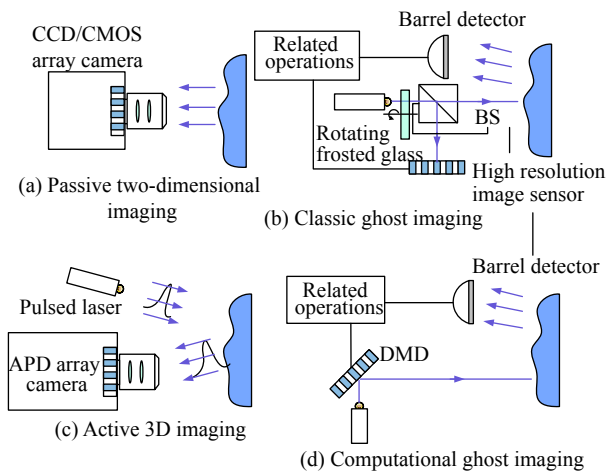 CCD/CMOS
array camera
(a) Passive two-dimensional
imaging
Barrel detector
Related
operations
BS
Rotating
frosted glass
High resolution
image sensor
(b) Classic ghost imaging
Pulsed laser
APD array
camera
(c) Active 3D imaging
Barrel detector
Related
operations
DMD
(d) Computational ghost imaging